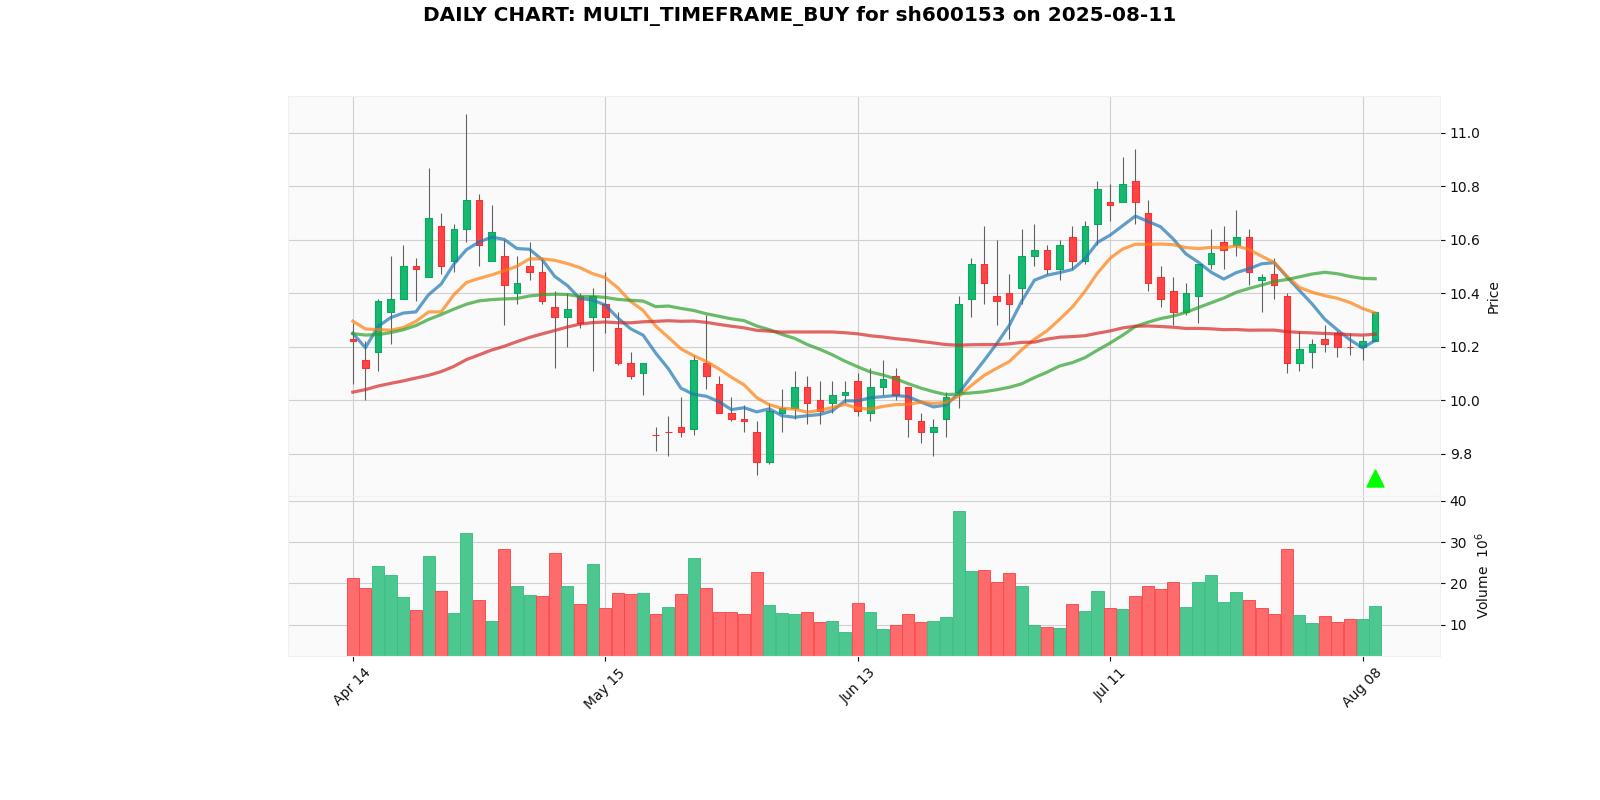 DAILY CHART: MULTI_TIMEFRAME_BUY for sh600153 on 2025-08-11
11.0
10.8
10.6
10.4
10.2
10.0
9.8
Price
40
30
20
10
Volume 10^6
Apr 14
May 15
Jun 13
Jul 11
Aug 08